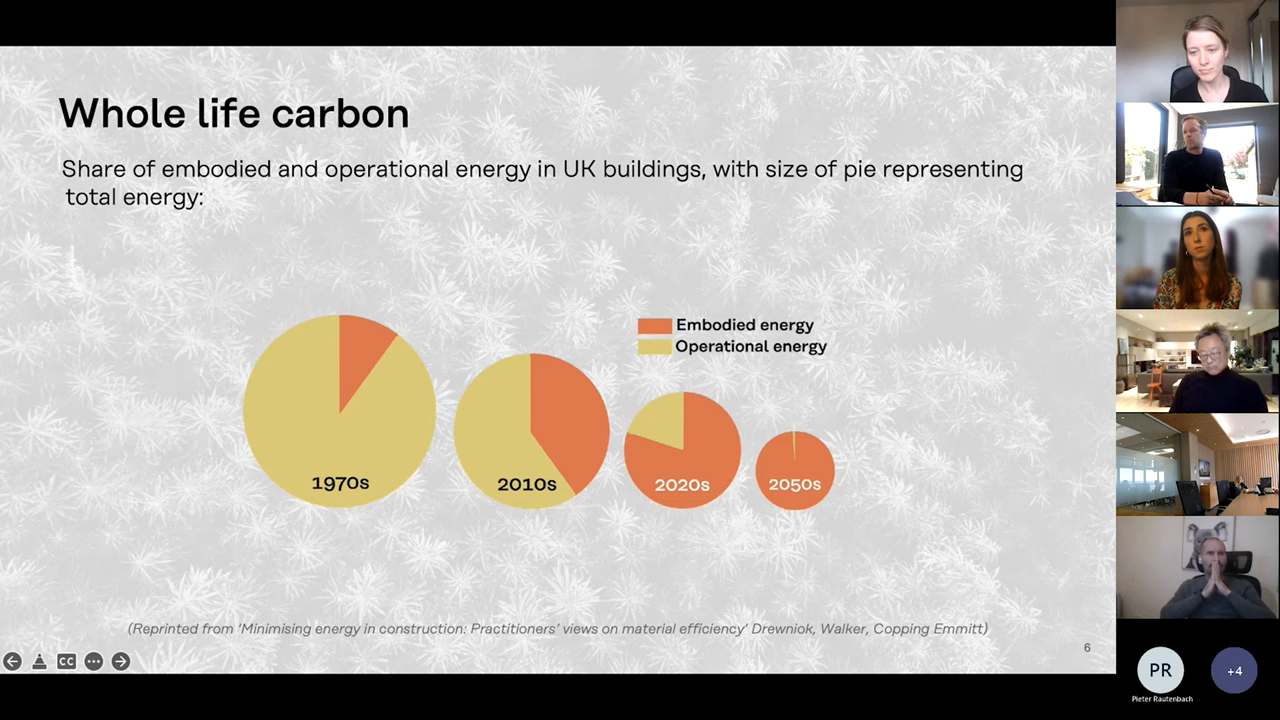 Whole life carbon
Share of embodied and operational energy in UK buildings, with size of pie representing
total energy:
Embodied energy
Operational energy
1970s
2010s
2020s
2050s
(Reprinted from ‘Minimising energy in construction: Practitioners’ views on material efficiency’ Drewniok, Walker, Copping Emmitt)
6
CC
PR
+4
Pieter Rautenbach